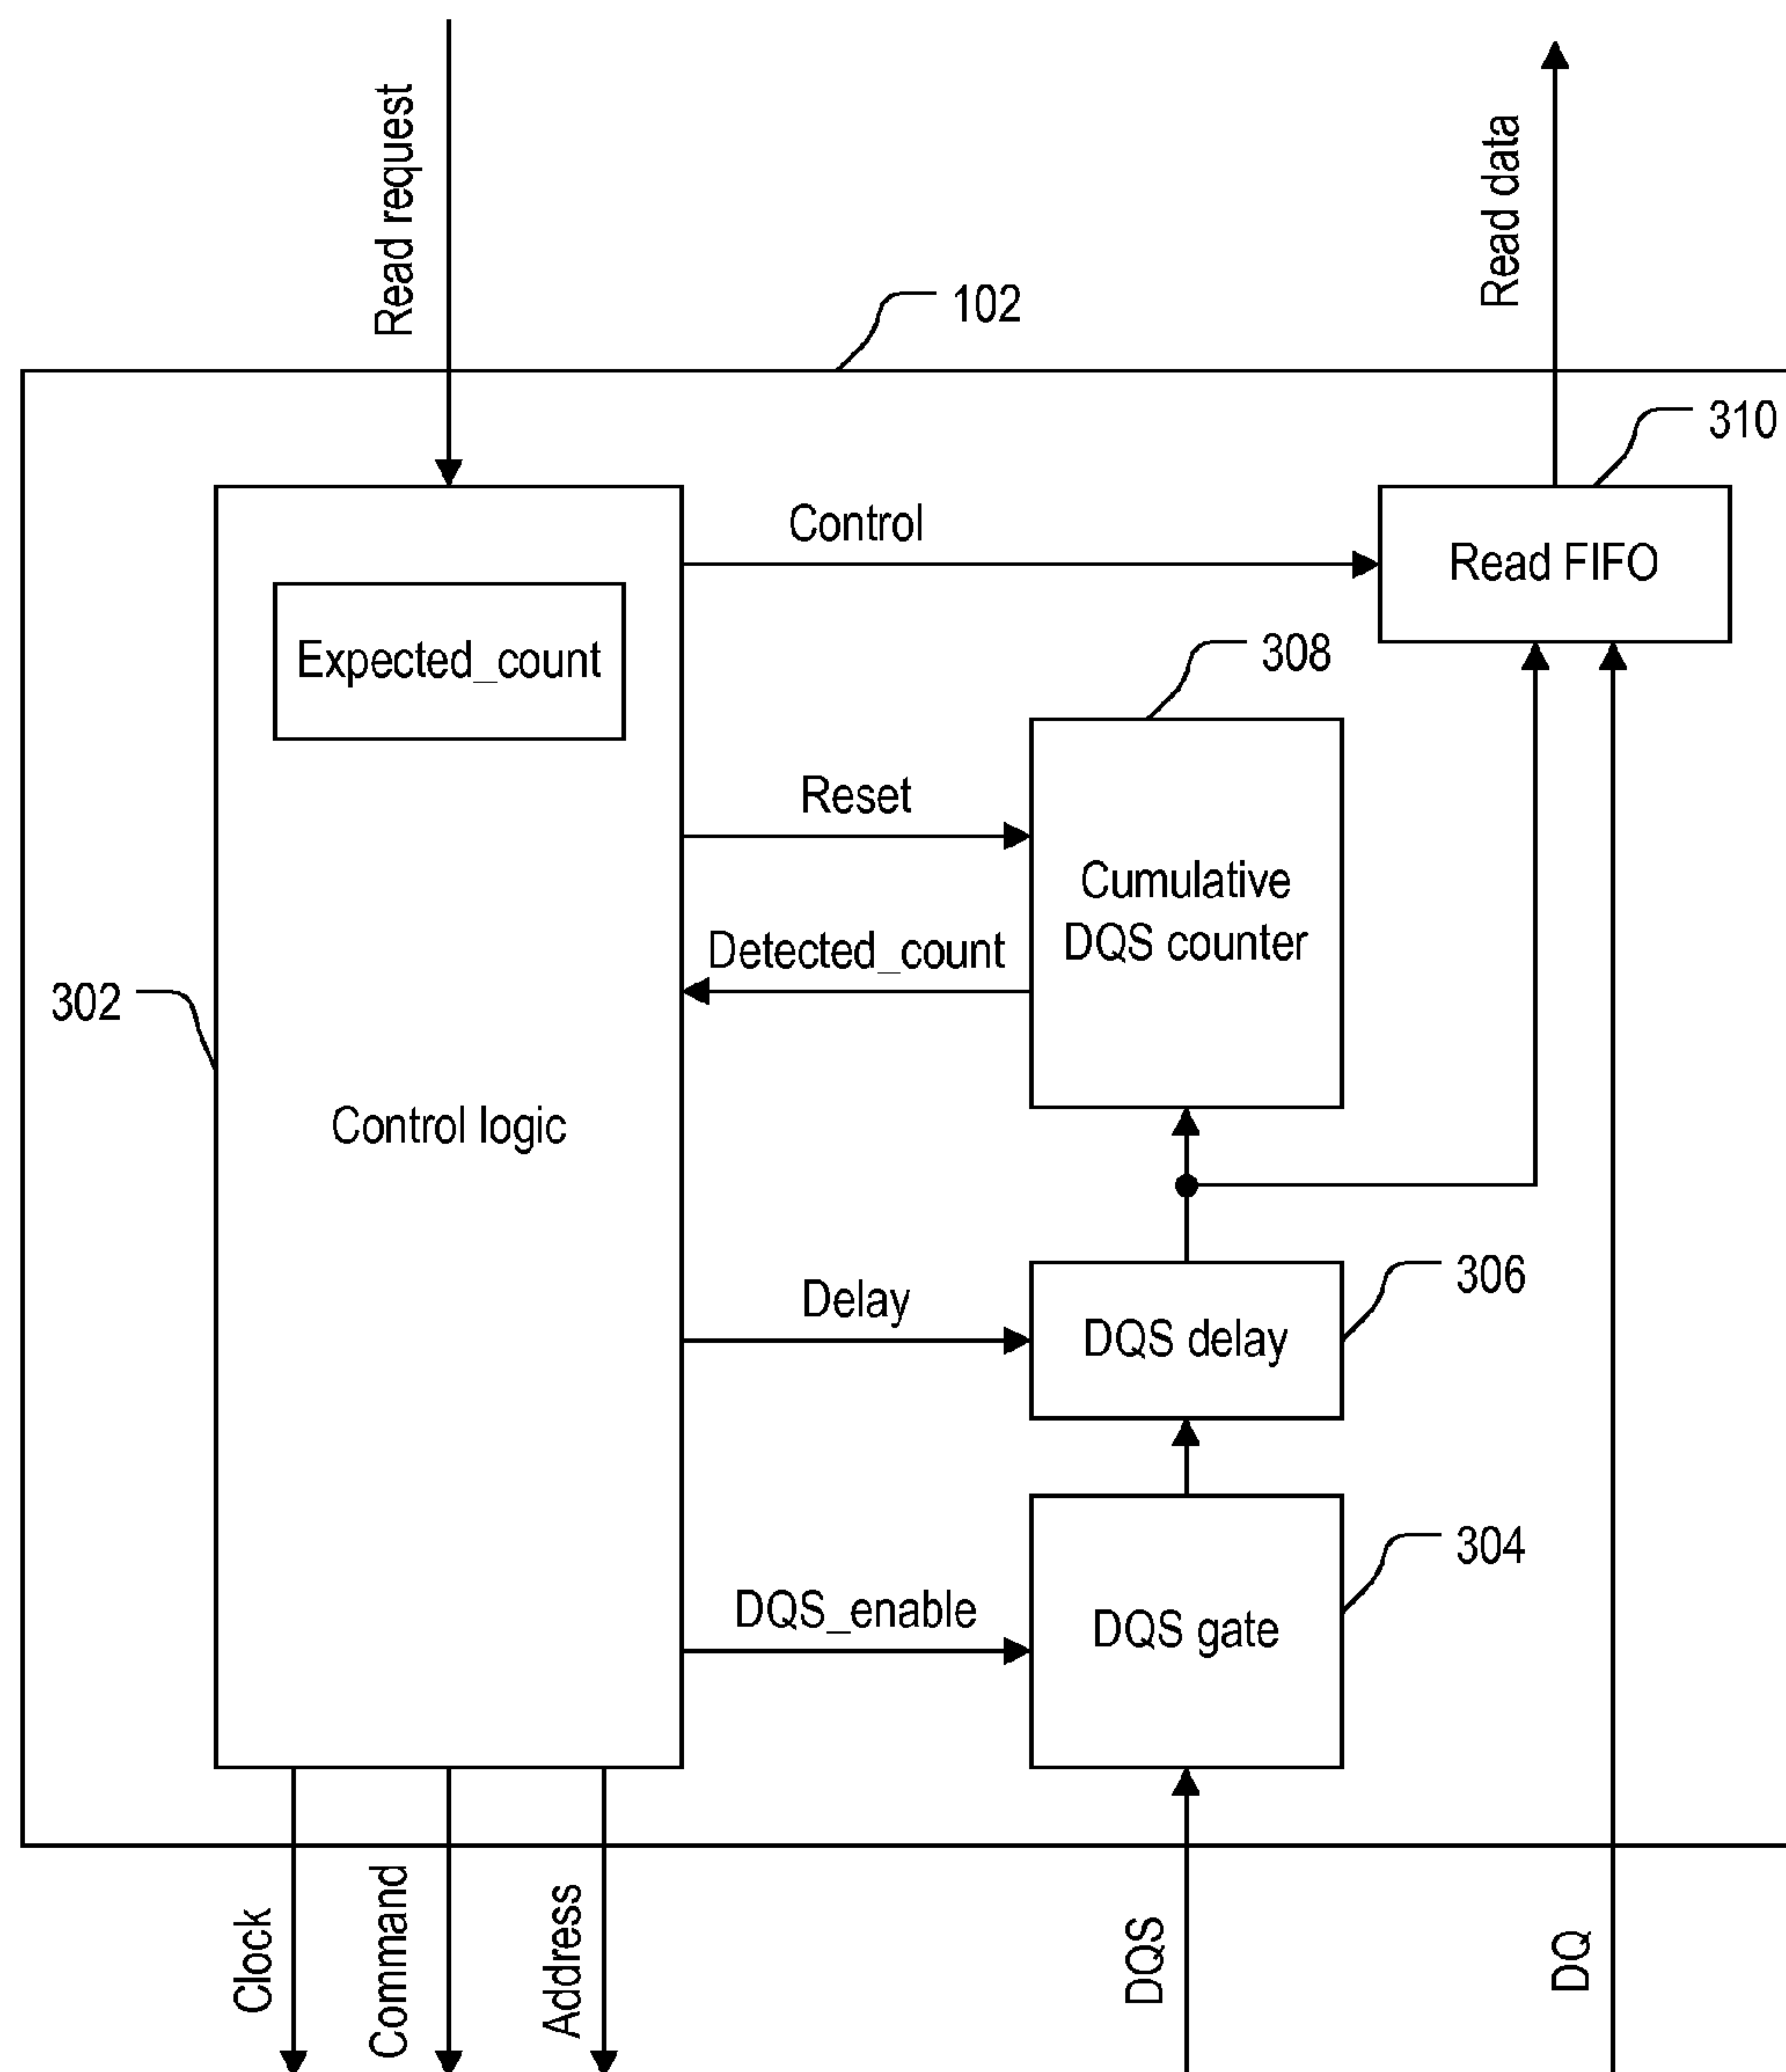 Read request
Read data
102
310
Control
Read FIFO
Expected_count
308
Reset
Cumulative
DQS counter
Detected_count
302
Control logic
306
Delay
DQS delay
304
DQS_enable
DQS gate
Clock
Command
Address
DQS
DQ